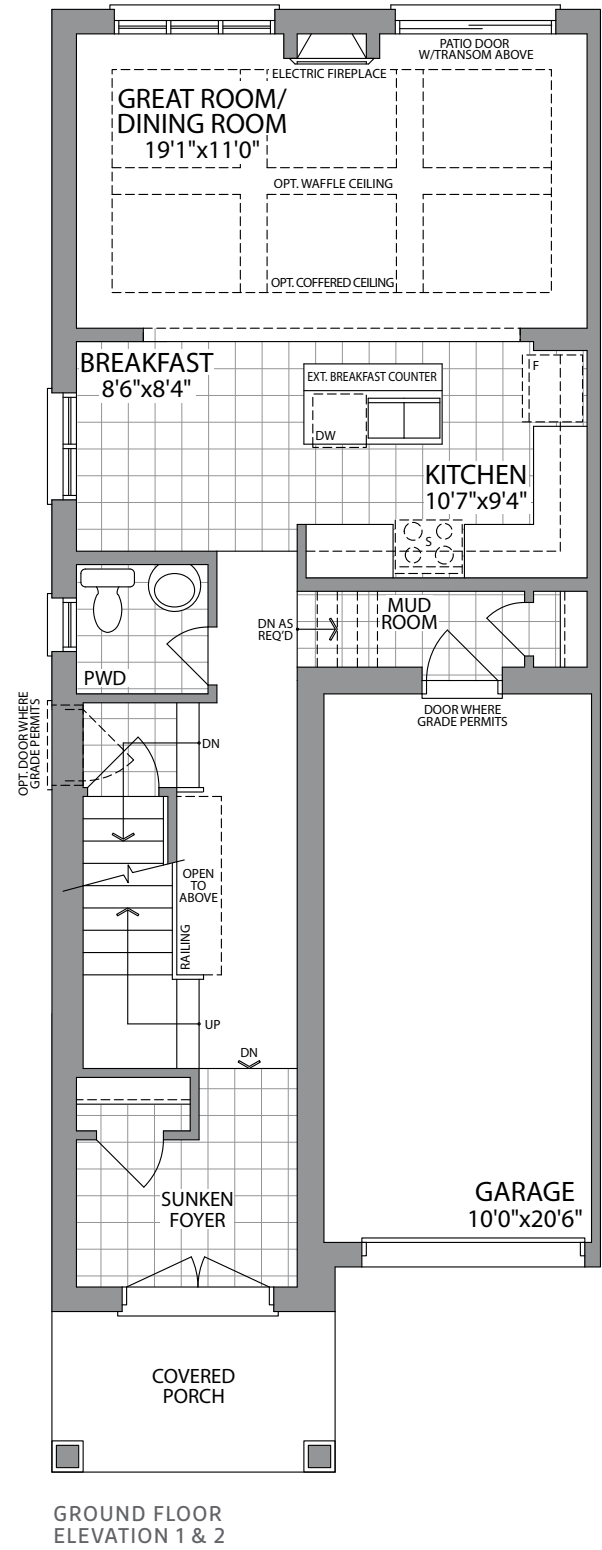 PATIO DOOR
W/TRANSOM ABOVE
ELECTRIC FIREPLACE
GREAT ROOM/
DINING ROOM
19'1"x11'0"
OPT. WAFFLE CEILING
OPT. COFFERED CEILING
BREAKFAST
8'6"x8'4"
EXT. BREAKFAST COUNTER
F
DW
KITCHEN
10'7"x9'4"
S
MUD
ROOM
DN AS
REQ'D
PWD
DOOR WHERE
GRADE PERMITS
OPT. DOOR WHERE
GRADE PERMITS
DN
OPEN
TO
ABOVE
RAILING
UP
DN
SUNKEN
FOYER
GARAGE
10'0"x20'6"
COVERED
PORCH
GROUND FLOOR
ELEVATION 1 & 2